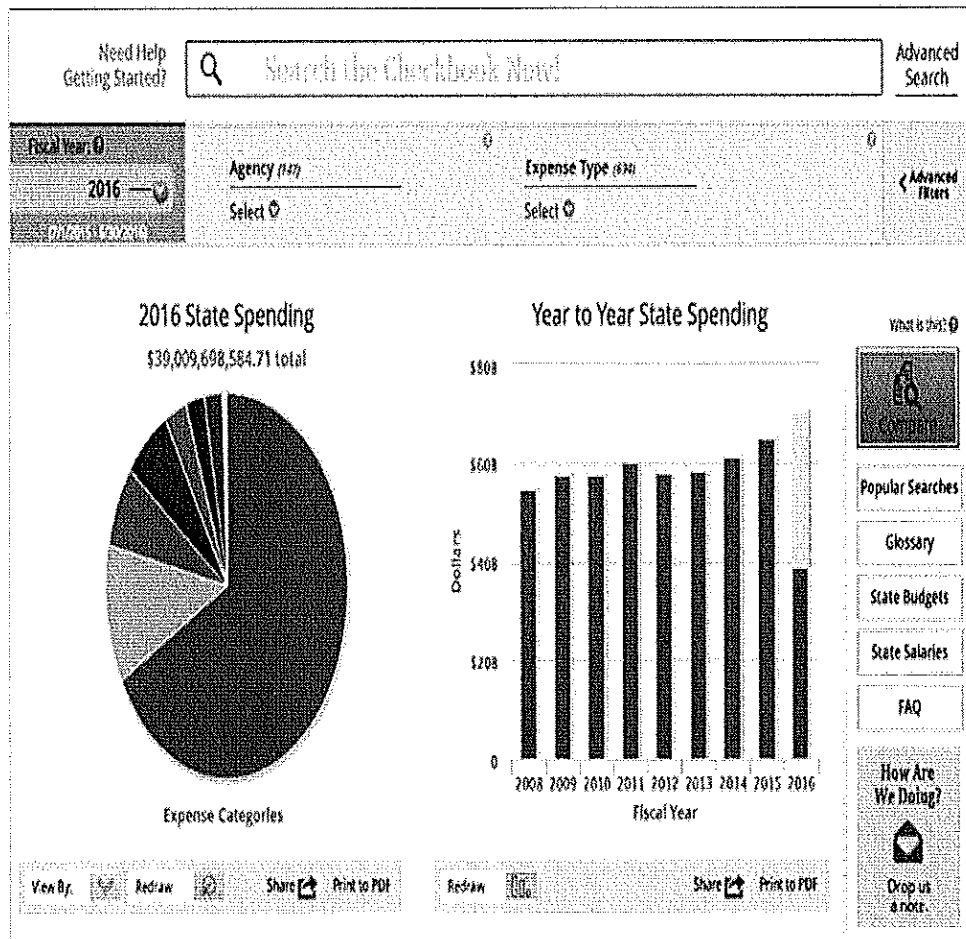 Need Help
Getting Started?
Search the Checkbook Now!
Advanced
Search
Fiscal Year:
2016
Agency
Select
Expense Type
Select
Advanced
Filters
2016 State Spending
$39,009,698,584.71 total
Expense Categories
View By:
Redraw
Share
Print to PDF
Year to Year State Spending
$80B
$60B
$40B
$20B
0
Dollars
2008 2009 2010 2011 2012 2013 2014 2015 2016
Fiscal Year
Redraw
Share
Print to PDF
What is this?
Compare
Popular Searches
Glossary
State Budgets
State Salaries
FAQ
How Are
We Doing?
Drop us
a note.